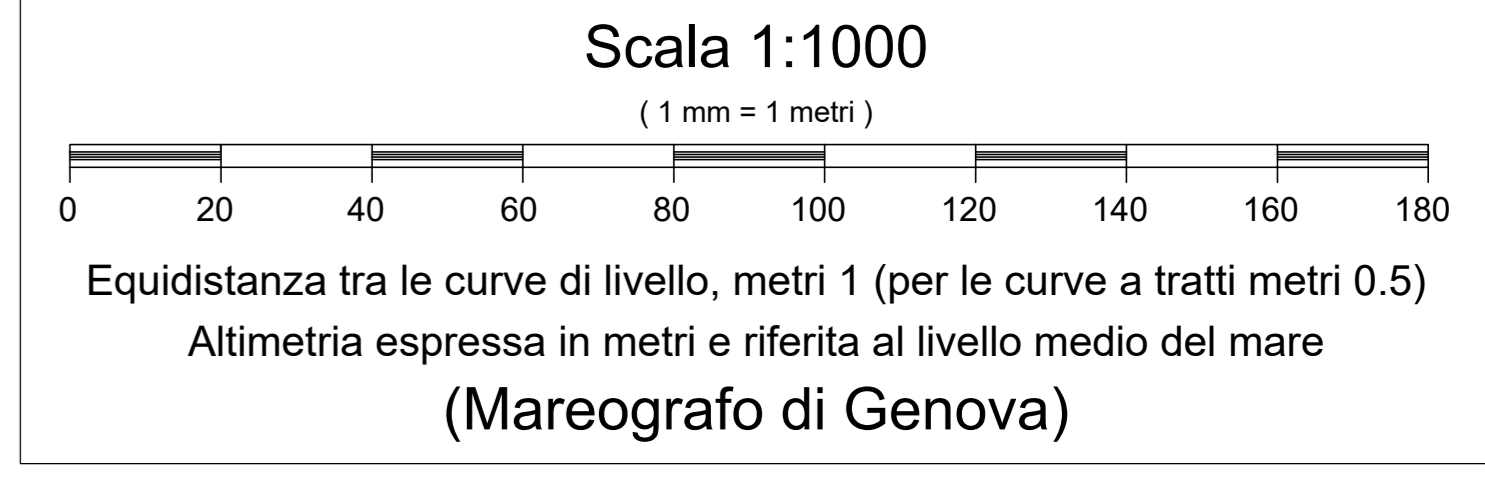 Scala 1:1000
( 1 mm = 1 metri )
0 20 40 60 80 100 120 140 160 180
Equidistanza tra le curve di livello, metri 1 (per le curve a tratti metri 0.5)
Altimetria espressa in metri e riferita al livello medio del mare
(Mareografo di Genova)